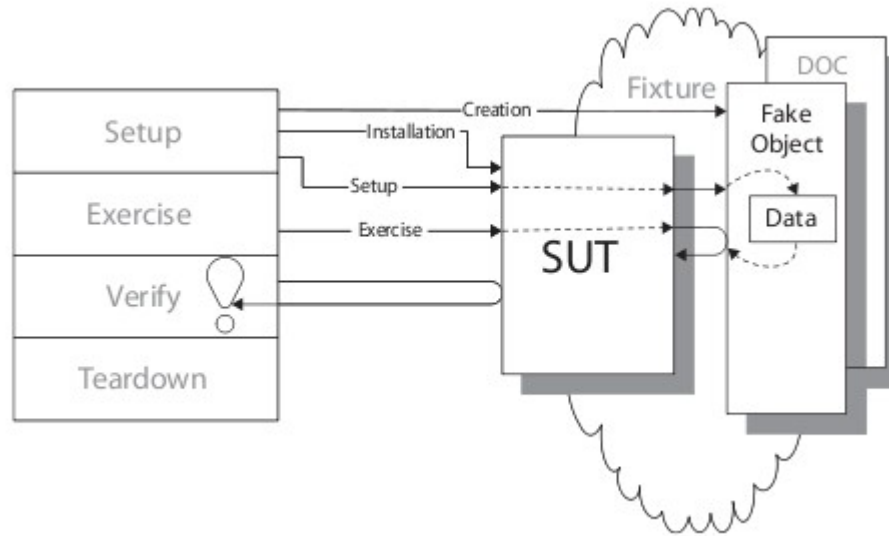 Setup
Exercise
Verify
Teardown
Creation
Installation
Setup
Exercise
SUT
Fixture
DOC
Fake
Object
Data